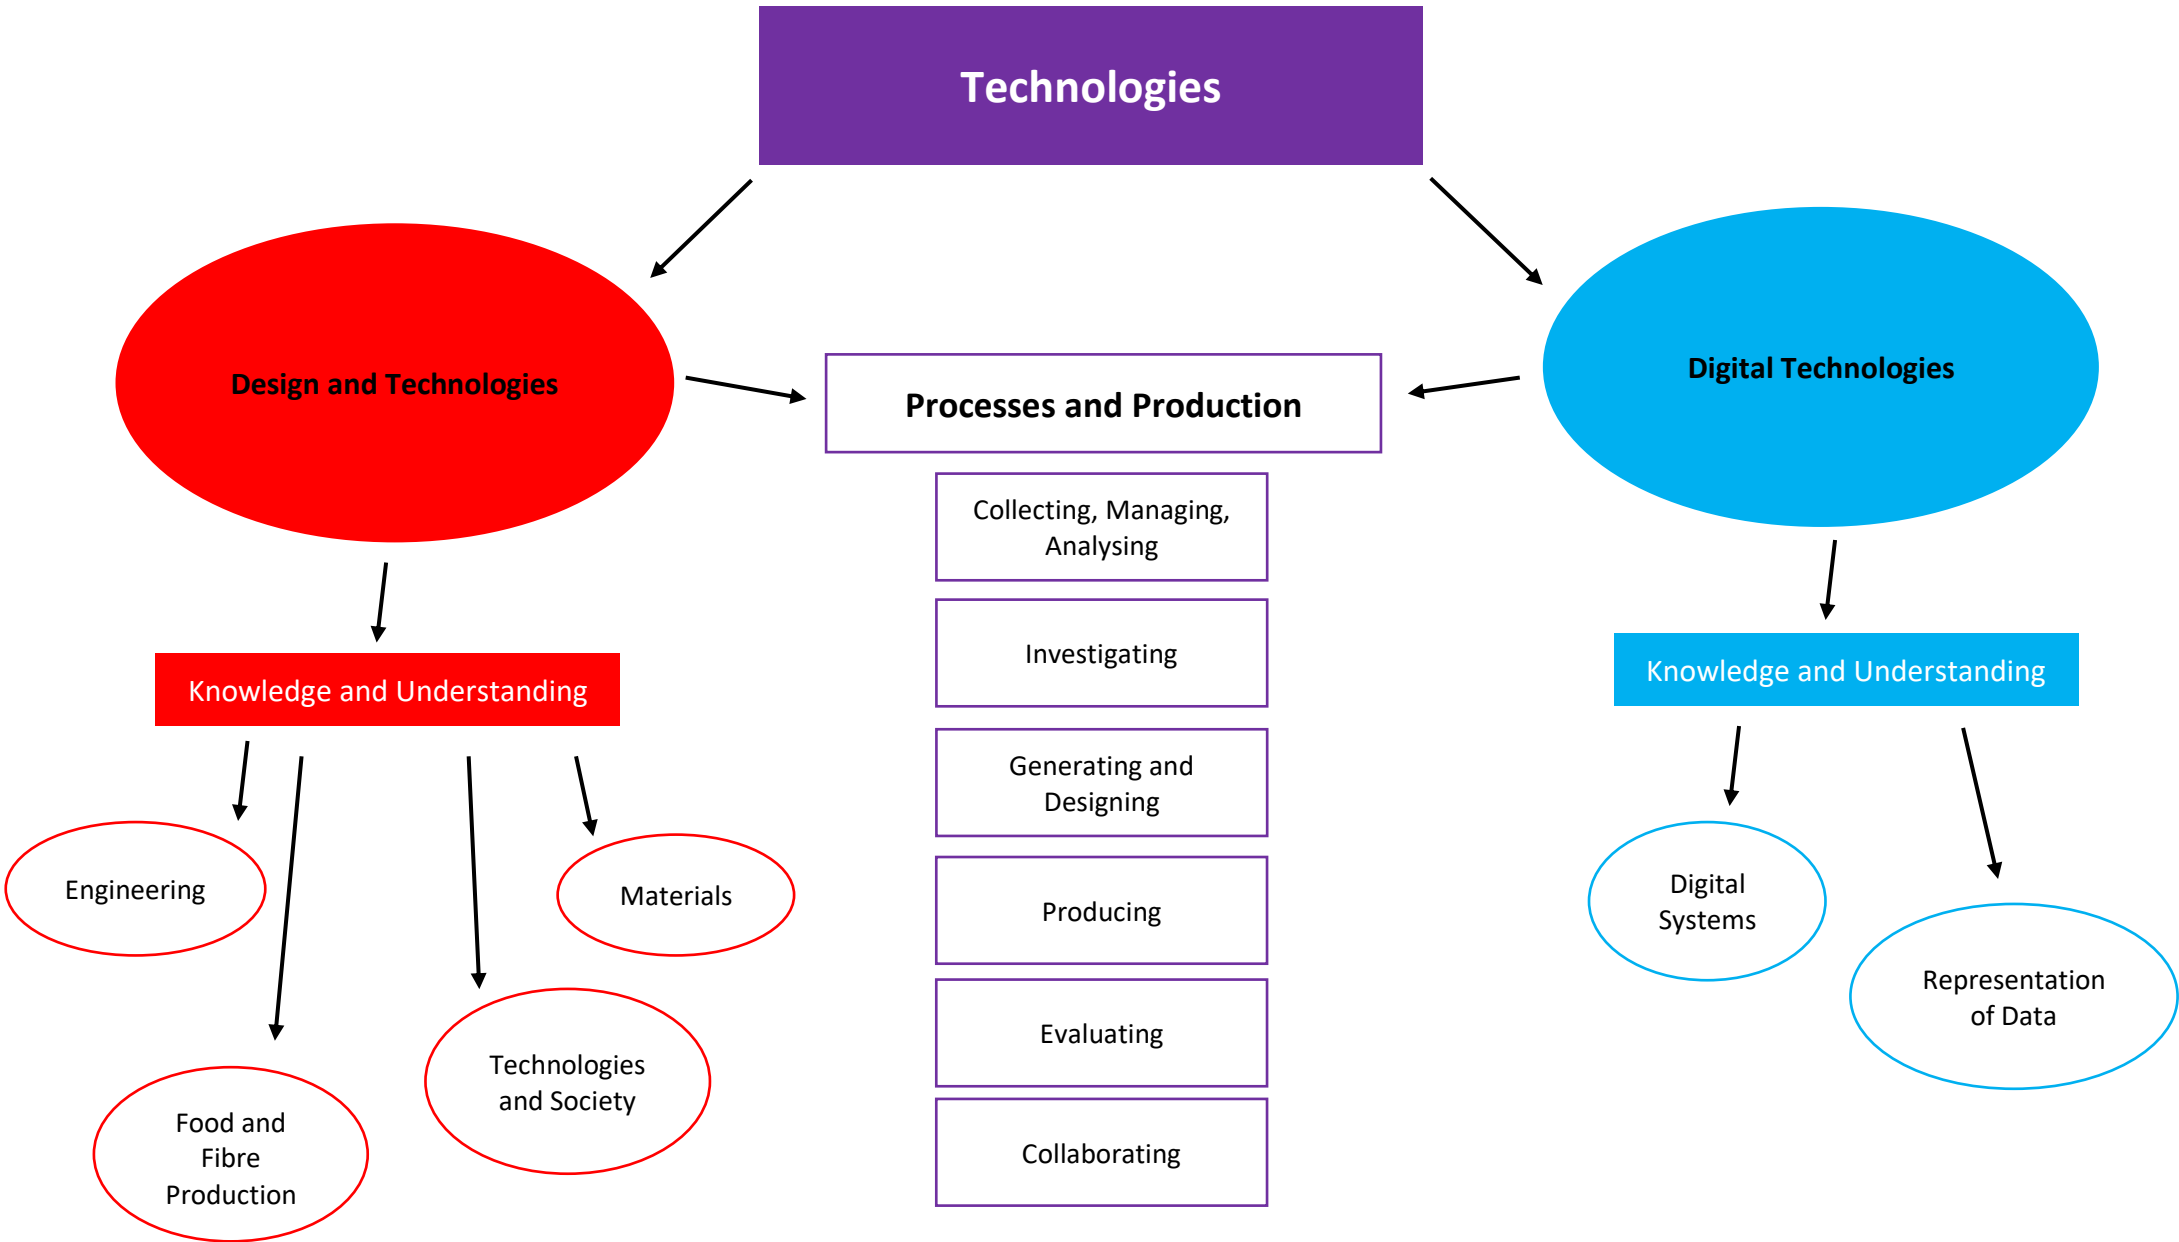 Technologies
Design and Technologies
Digital Technologies
Processes and Production
Collecting, Managing,
Analysing
Investigating
Generating and
Designing
Producing
Evaluating
Collaborating
Knowledge and Understanding
Engineering
Food and
Fibre
Production
Technologies
and Society
Materials
Knowledge and Understanding
Digital
Systems
Representation
of Data